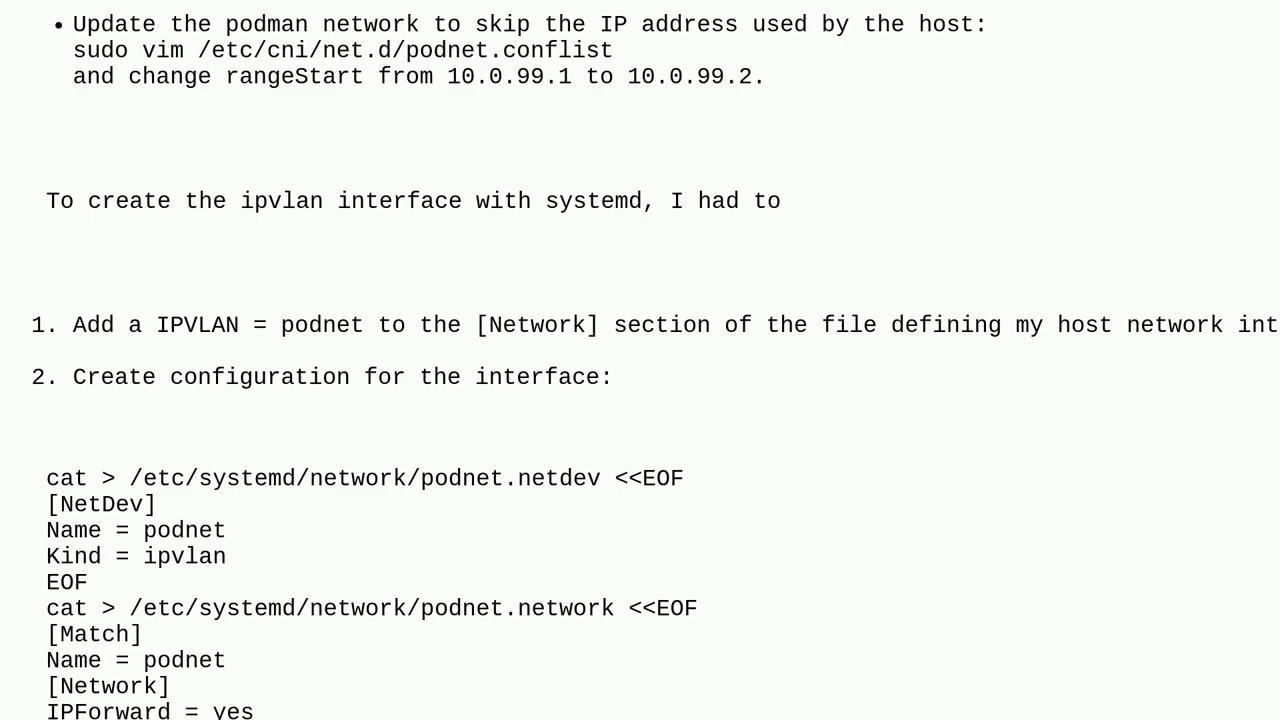 • Update the podman network to skip the IP address used by the host:
sudo vim /etc/cni/net.d/podnet.conflist
and change rangeStart from 10.0.99.1 to 10.0.99.2.
To create the ipvlan interface with systemd, I had to
1. Add a IPVLAN = podnet to the [Network] section of the file defining my host network int
2. Create configuration for the interface:
cat > /etc/systemd/network/podnet.netdev <<EOF
[NetDev]
Name = podnet
Kind = ipvlan
EOF
cat > /etc/systemd/network/podnet.network <<EOF
[Match]
Name = podnet
[Network]
IPForward = yes